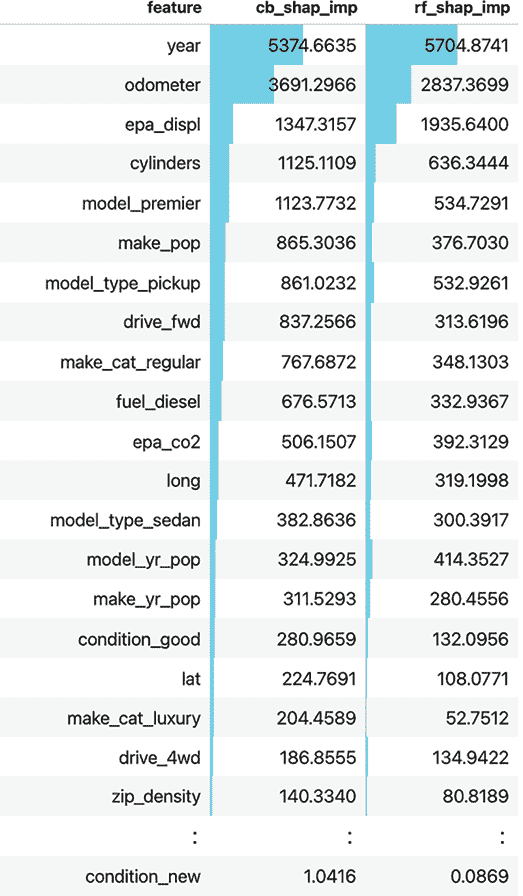 feature cb_shap_imp rf_shap_imp
year 5374.6635 5704.8741
odometer 3691.2966 2837.3699
epa_displ 1347.3157 1935.6400
cylinders 1125.1109 636.3444
model_premier 1123.7732 534.7291
make_pop 865.3036 376.7030
model_type_pickup 861.0232 532.9261
drive_fwd 837.2566 313.6196
make_cat_regular 767.6872 348.1303
fuel_diesel 676.5713 332.9367
epa_co2 506.1507 392.3129
long 471.7182 319.1998
model_type_sedan 382.8636 300.3917
model_yr_pop 324.9925 414.3527
make_yr_pop 311.5293 280.4556
condition_good 280.9659 132.0956
lat 224.7691 108.0771
make_cat_luxury 204.4589 52.7512
drive_4wd 186.8555 134.9422
zip_density 140.3340 80.8189
: : :
condition_new 1.0416 0.0869